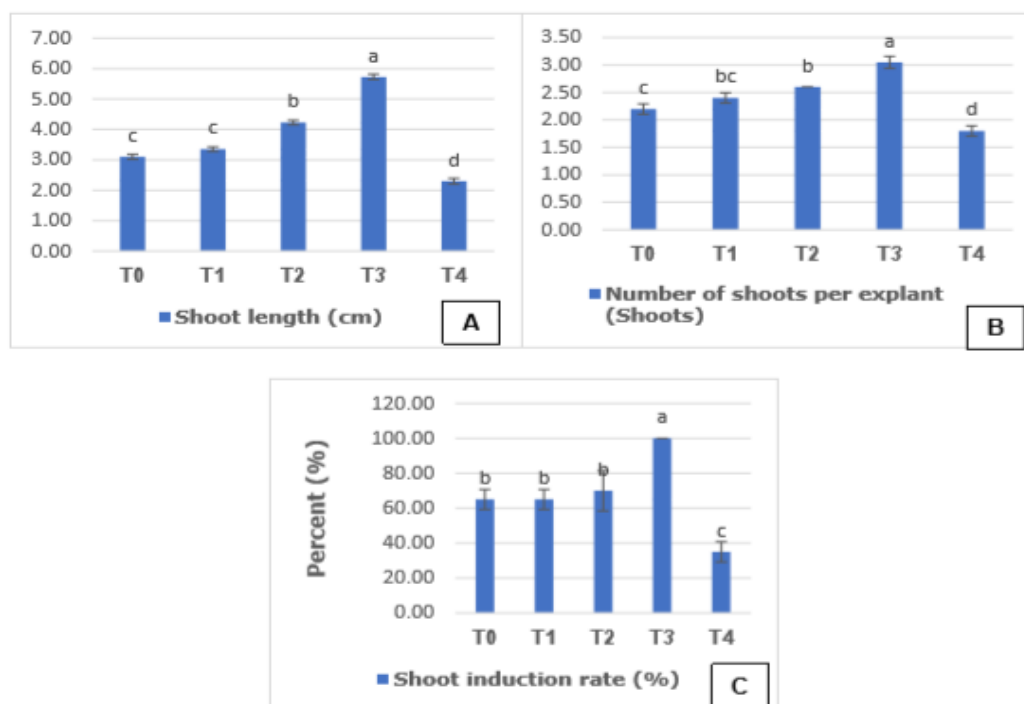 7.00
6.00
5.00
4.00
3.00
2.00
1.00
0.00
c
c
b
a
d
T0 T1 T2 T3 T4
Shoot length (cm)
A
3.50
3.00
2.50
2.00
1.50
1.00
0.50
0.00
c
bc
b
a
d
T0 T1 T2 T3 T4
Number of shoots per explant
(Shoots)
B
Percent (%)
120.00
100.00
80.00
60.00
40.00
20.00
0.00
b
b
b
a
c
T0 T1 T2 T3 T4
Shoot induction rate (%)
C